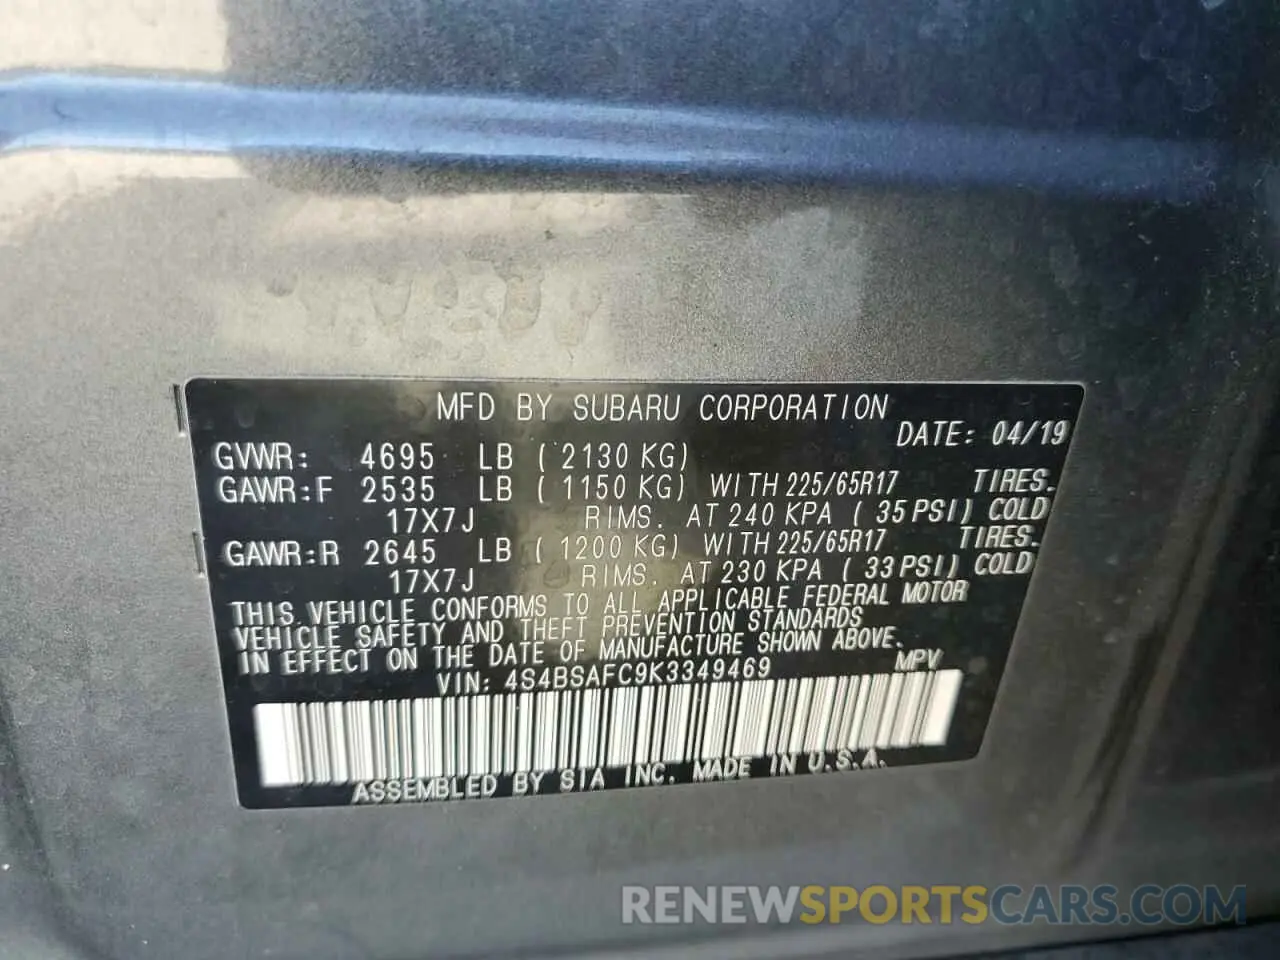 MFD BY SUBARU CORPORATION
DATE: 04/19
GVWR: 4695 LB ( 2130 KG)
GAWR:F 2535 LB ( 1150 KG) WITH 225/65R17 TIRES.
17X7J RIMS. AT 240 KPA ( 35 PSI) COLD
GAWR:R 2645 LB ( 1200 KG) WITH 225/65R17 TIRES.
17X7J RIMS. AT 230 KPA ( 33 PSI) COLD
THIS VEHICLE CONFORMS TO ALL APPLICABLE FEDERAL MOTOR
VEHICLE SAFETY AND THEFT PREVENTION STANDARDS
IN EFFECT ON THE DATE OF MANUFACTURE SHOWN ABOVE.
VIN: 4S4BSAFC9K3349469 MPV
ASSEMBLED BY SIA INC. MADE IN U.S.A.
RENEWSPORTSCARS.COM